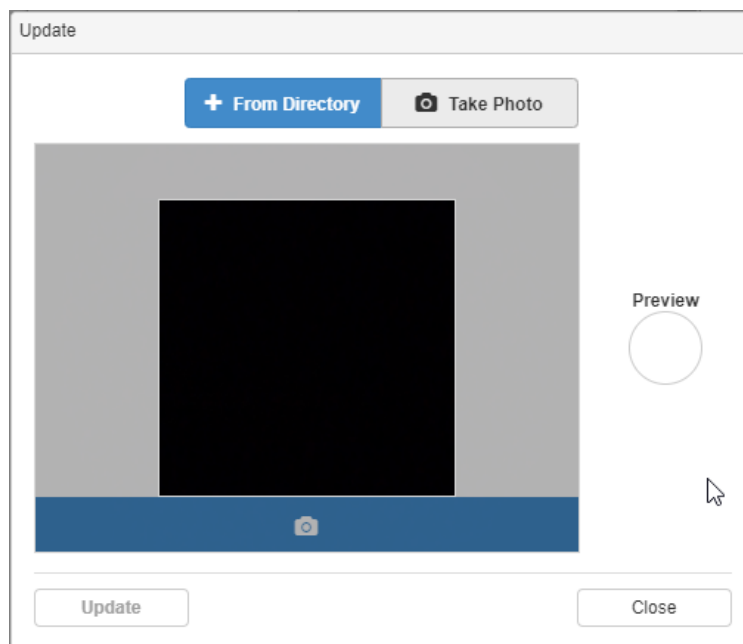 Update
From Directory
Take Photo
Preview
Update
Close